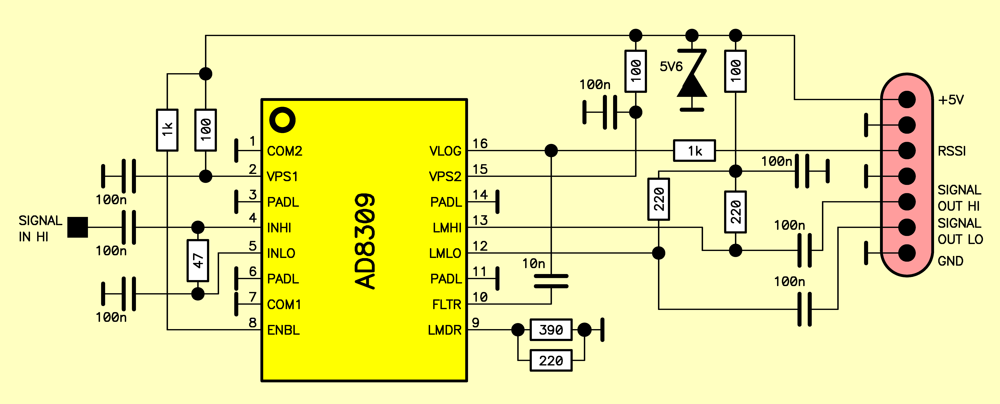 100
5V6
100
100n
+5V
1k
100
1
COM2
VLOG
16
1k
RSSI
100n
2
VPS1
VPS2
15
100n
3
PADL
PADL
14
220
220
SIGNAL
OUT HI
SIGNAL
IN HI
4
INHI
LMHI
13
100n
SIGNAL
OUT LO
100n
47
5
INLO
LMLO
12
10n
GND
6
PADL
PADL
11
100n
100n
7
COM1
FLTR
10
8
ENBL
LMDR
9
390
220
AD8309